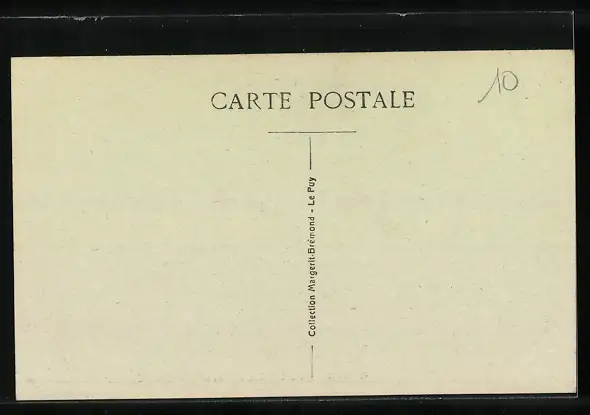 CARTE POSTALE
10
Collection Margerit-Brémond - Le Puy